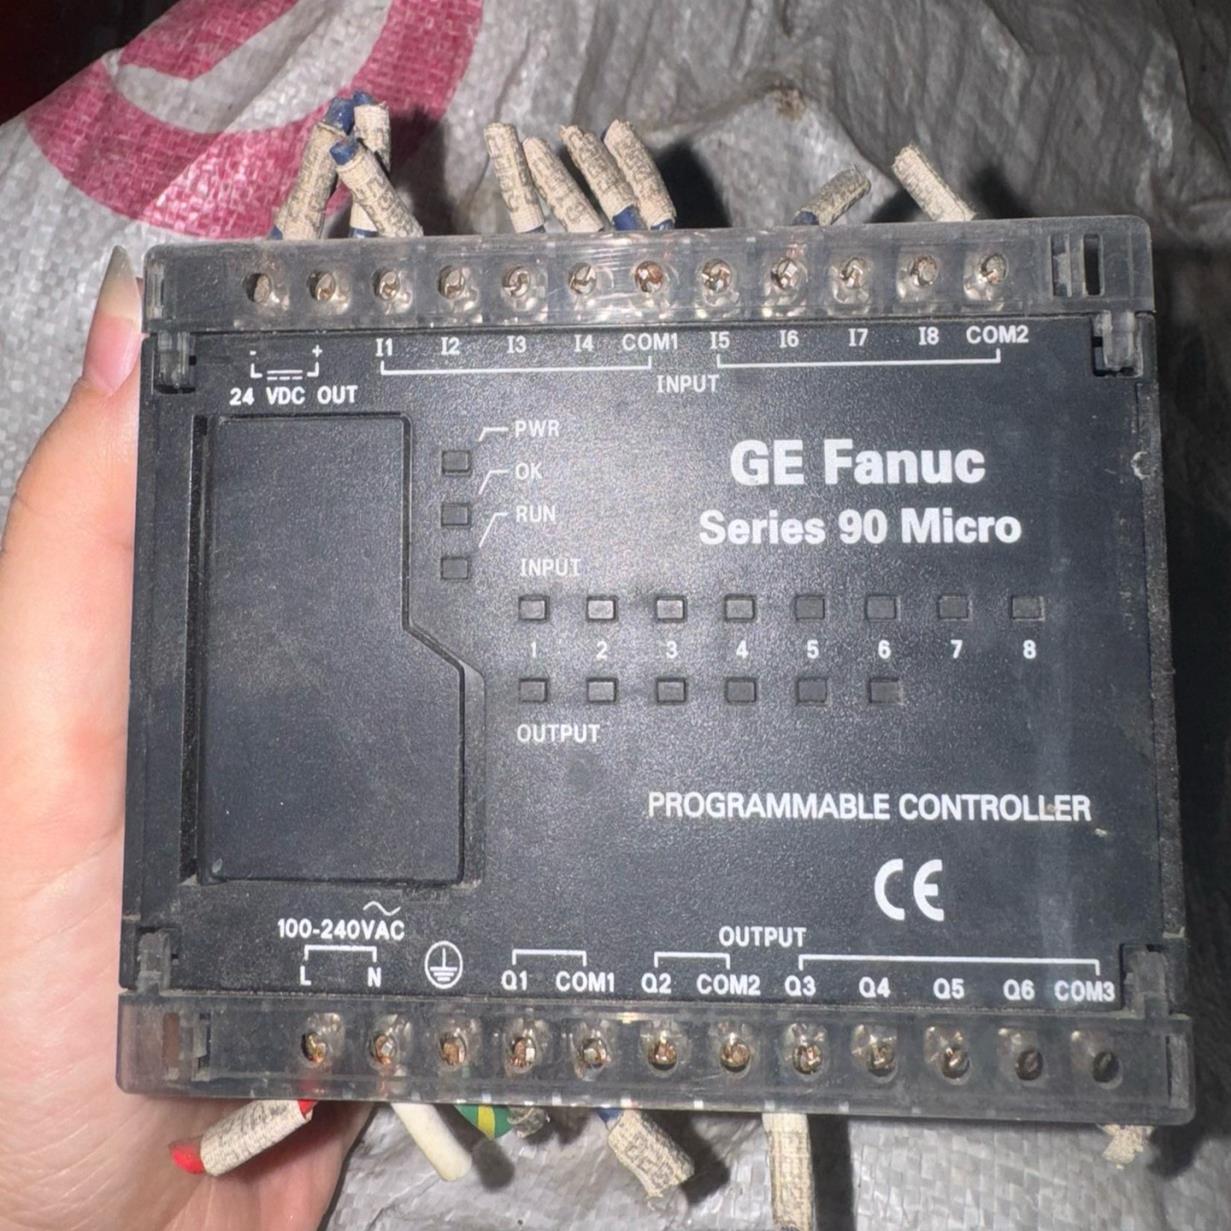 I1 I2 I3 I4 COM1 I5 I6 I7 I8 COM2
- +
24 VDC OUT
INPUT
PWR
OK
RUN
GE Fanuc
Series 90 Micro
INPUT
1 2 3 4 5 6 7 8
OUTPUT
PROGRAMMABLE CONTROLLER
CE
100-240VAC
L N
OUTPUT
Q1 COM1 Q2 COM2 Q3 Q4 Q5 Q6 COM3